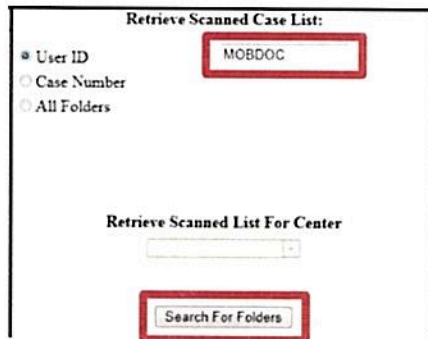 Retrieve Scanned Case List:
User ID
MOBDOC
Case Number
All Folders
Retrieve Scanned List For Center
Search For Folders